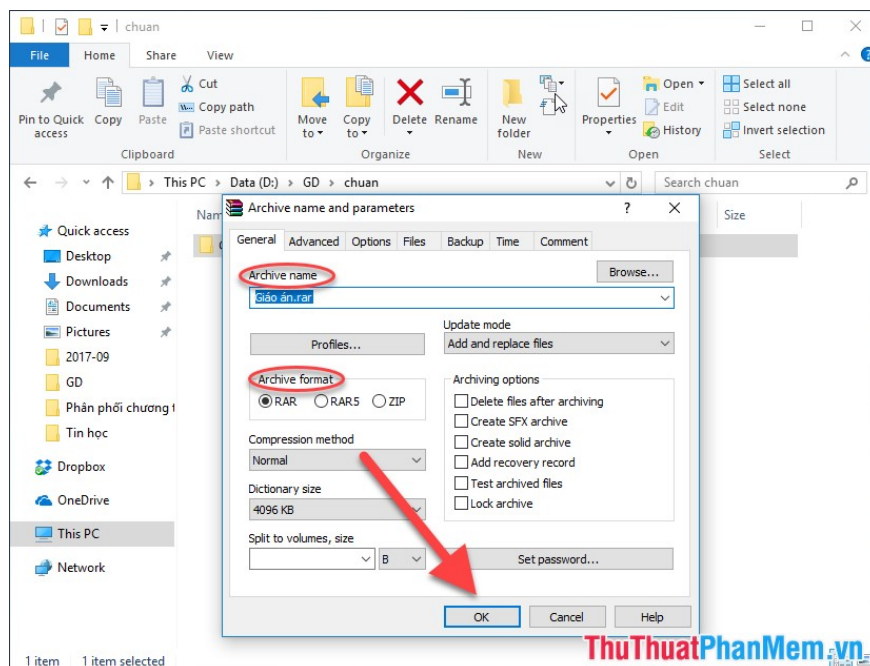 chuan
File Home Share View
Pin to Quick access
Copy
Paste
Cut
Copy path
Paste shortcut
Clipboard
Move to
Copy to
Delete
Rename
Organize
New folder
New
Properties
Open
Edit
History
Open
Select all
Select none
Invert selection
Select
This PC > Data (D:) > GD > chuan
Search chuan
Size
Quick access
Desktop
Downloads
Documents
Pictures
2017-09
GD
Phân phối chương t
Tin học
Dropbox
OneDrive
This PC
Network
Archive name and parameters
General Advanced Options Files Backup Time Comment
Archive name
Browse...
Giáo án.rar
Profiles...
Update mode
Add and replace files
Archive format
RAR RAR5 ZIP
Compression method
Normal
Dictionary size
4096 KB
Split to volumes, size
B
Archiving options
Delete files after archiving
Create SFX archive
Create solid archive
Add recovery record
Test archived files
Lock archive
Set password...
OK Cancel Help
1 item 1 item selected
ThuThuatPhanMem.vn